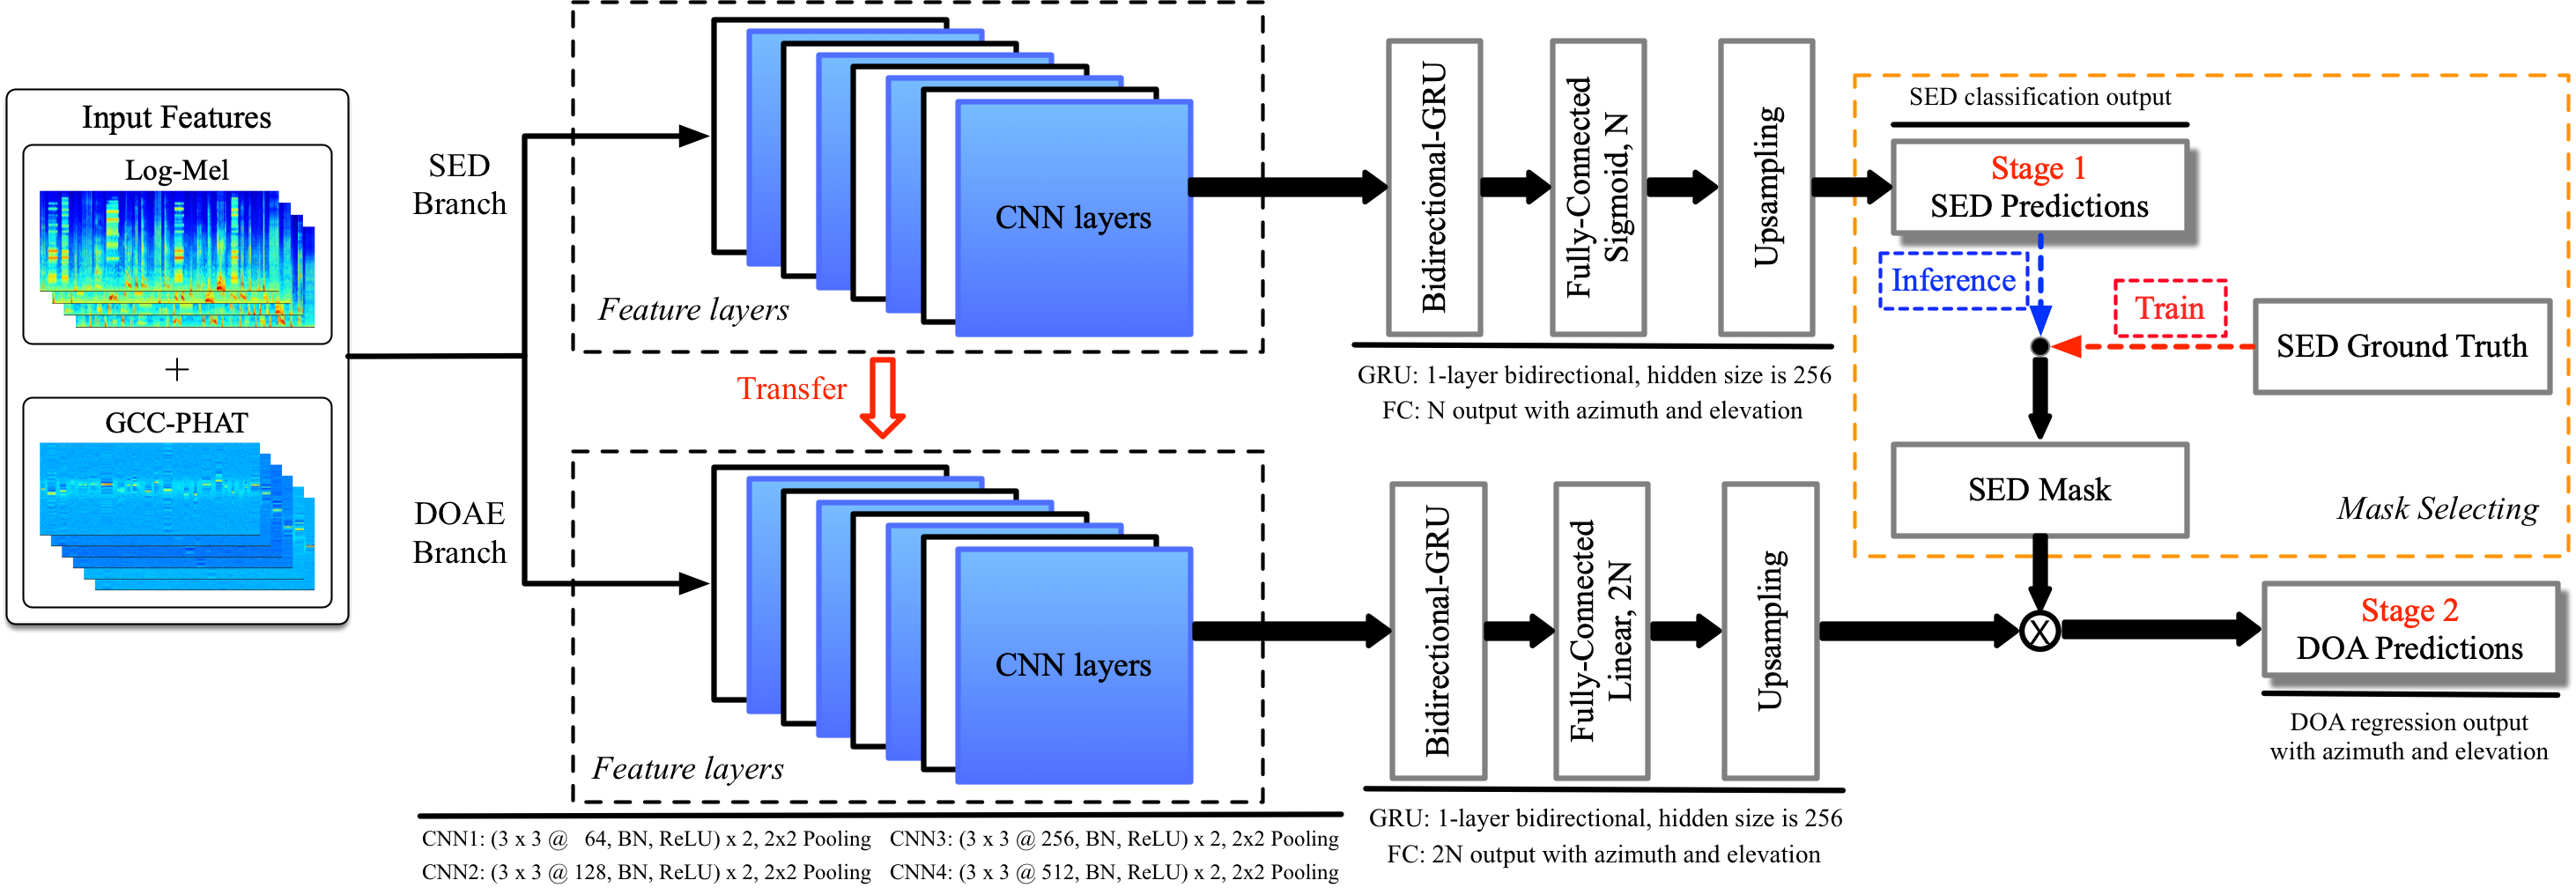 Input Features
Log-Mel
+
GCC-PHAT
SED
Branch
DOAE
Branch
CNN layers
Feature layers
Transfer
CNN layers
Feature layers
CNN1: (3 x 3 @ 64, BN, ReLU) x 2, 2x2 Pooling
CNN2: (3 x 3 @ 128, BN, ReLU) x 2, 2x2 Pooling
CNN3: (3 x 3 @ 256, BN, ReLU) x 2, 2x2 Pooling
CNN4: (3 x 3 @ 512, BN, ReLU) x 2, 2x2 Pooling
Bidirectional-GRU
Fully-Connected
Sigmoid, N
Upsampling
GRU: 1-layer bidirectional, hidden size is 256
FC: N output with azimuth and elevation
Bidirectional-GRU
Fully-Connected
Linear, 2N
Upsampling
GRU: 1-layer bidirectional, hidden size is 256
FC: 2N output with azimuth and elevation
SED classification output
Stage 1
SED Predictions
Inference
Train
SED Ground Truth
SED Mask
Mask Selecting
X
Stage 2
DOA Predictions
DOA regression output
with azimuth and elevation